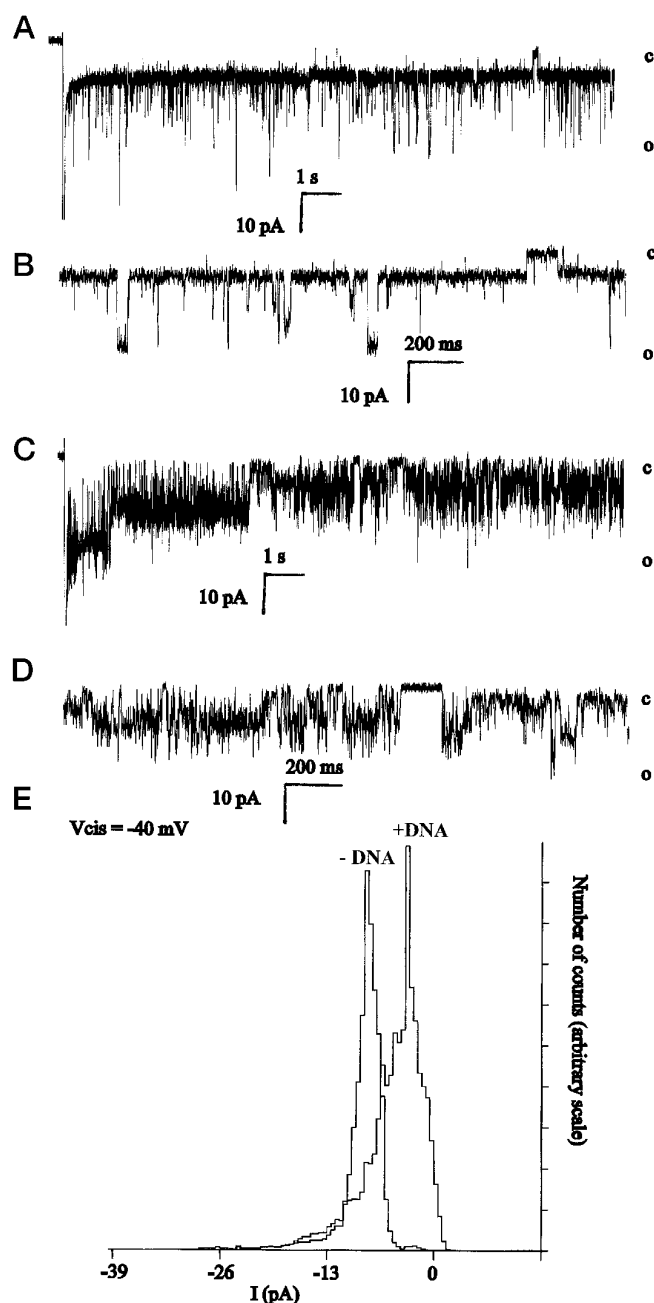 A
c
o
1 s
10 pA
B
c
o
200 ms
10 pA
C
c
o
1 s
10 pA
D
c
o
200 ms
10 pA
E
Vcis = -40 mV
+DNA
- DNA
Number of counts (arbitrary scale)
-39 -26 -13 0
I (pA)